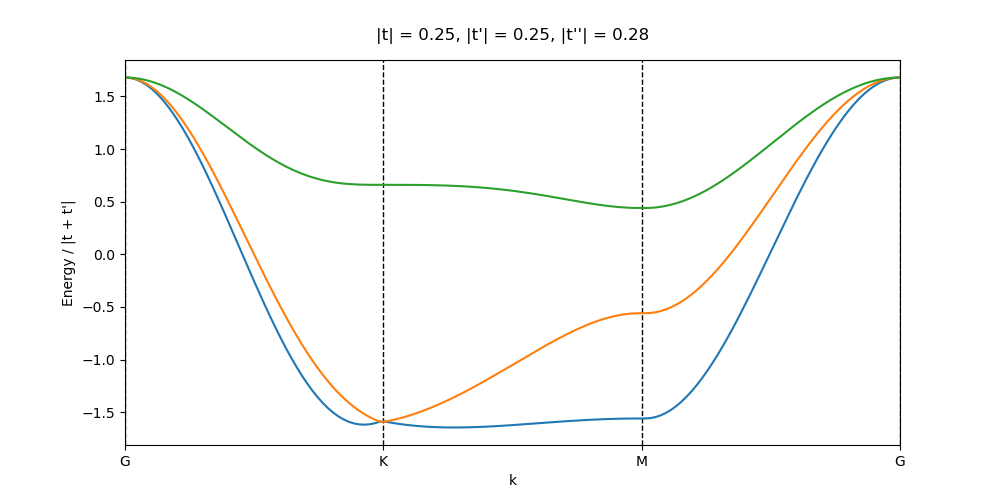 |t| = 0.25, |t'| = 0.25, |t''| = 0.28
Energy / |t + t'|
1.5
1.0
0.5
0.0
−0.5
−1.0
−1.5
G K M G
k